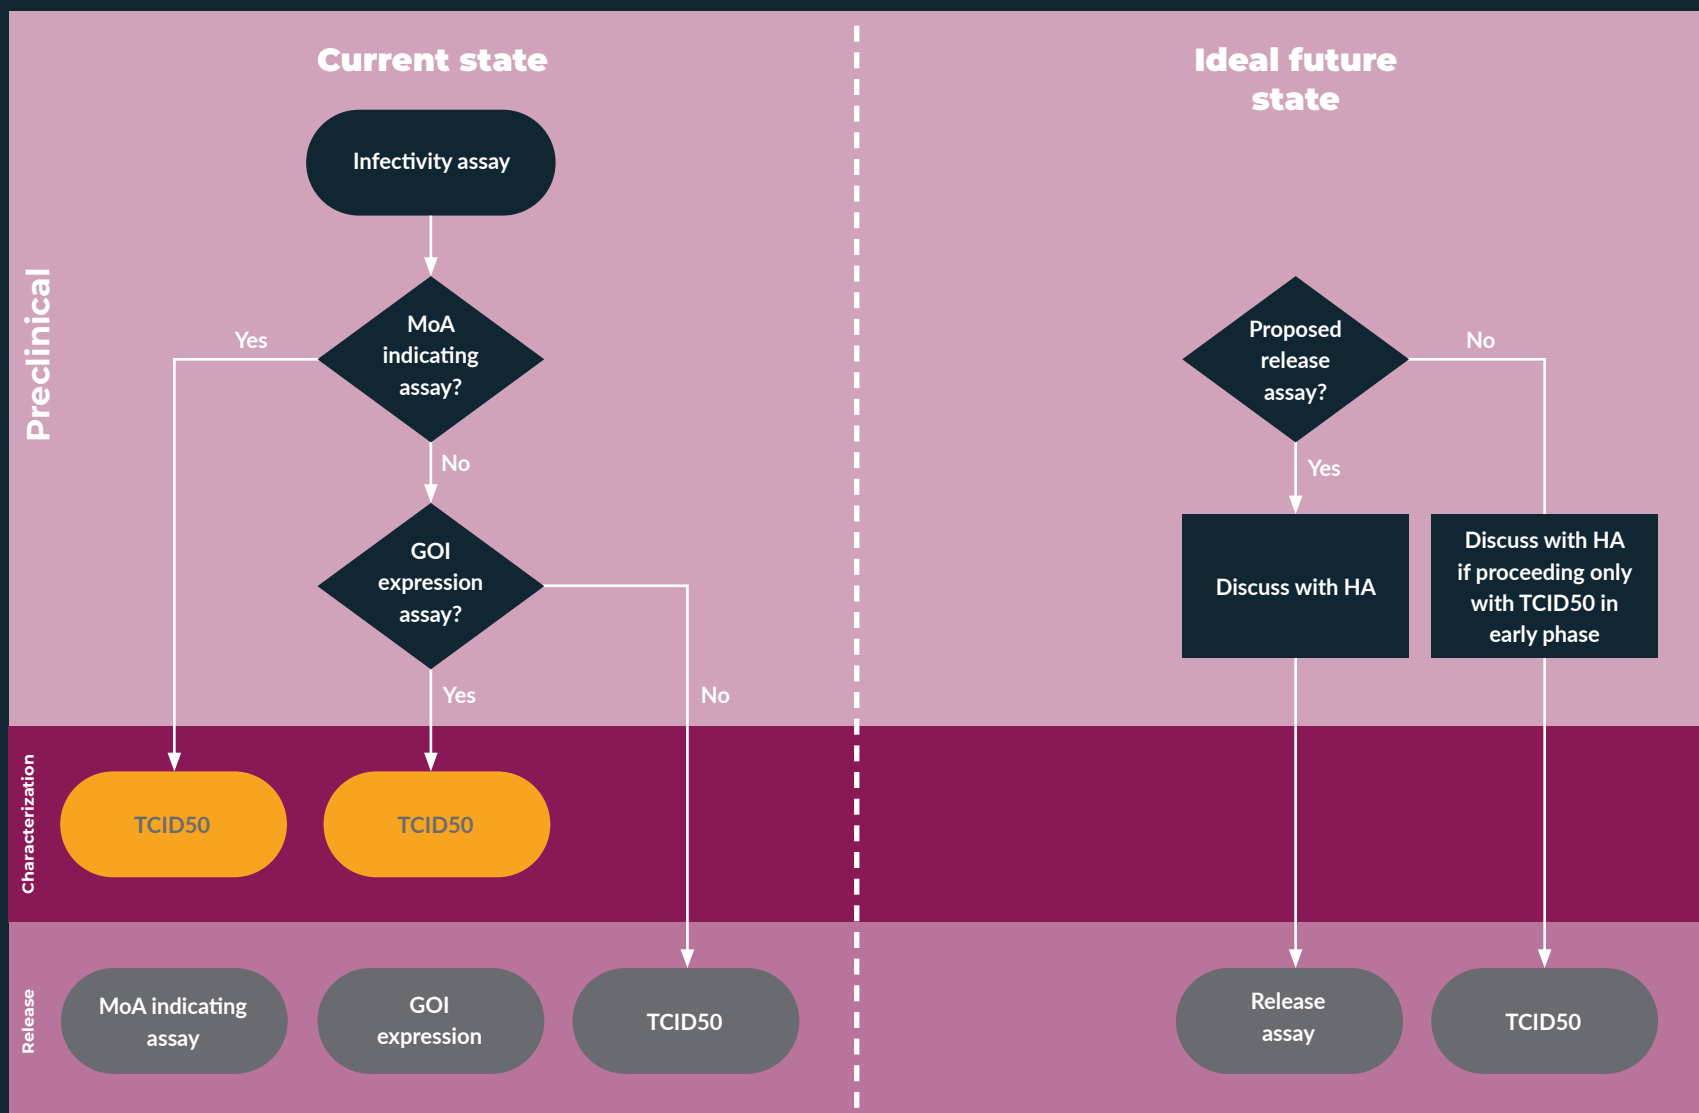 Current state
Infectivity assay
MoA
indicating
assay?
Yes
No
GOI
expression
assay?
Yes
No
Ideal future
state
Proposed
release
assay?
No
Yes
Discuss with HA
Discuss with HA
if proceeding only
with TCID50 in
early phase
Preclinical
Characterization
TCID50
TCID50
Release
MoA indicating
assay
GOI
expression
TCID50
Release
assay
TCID50